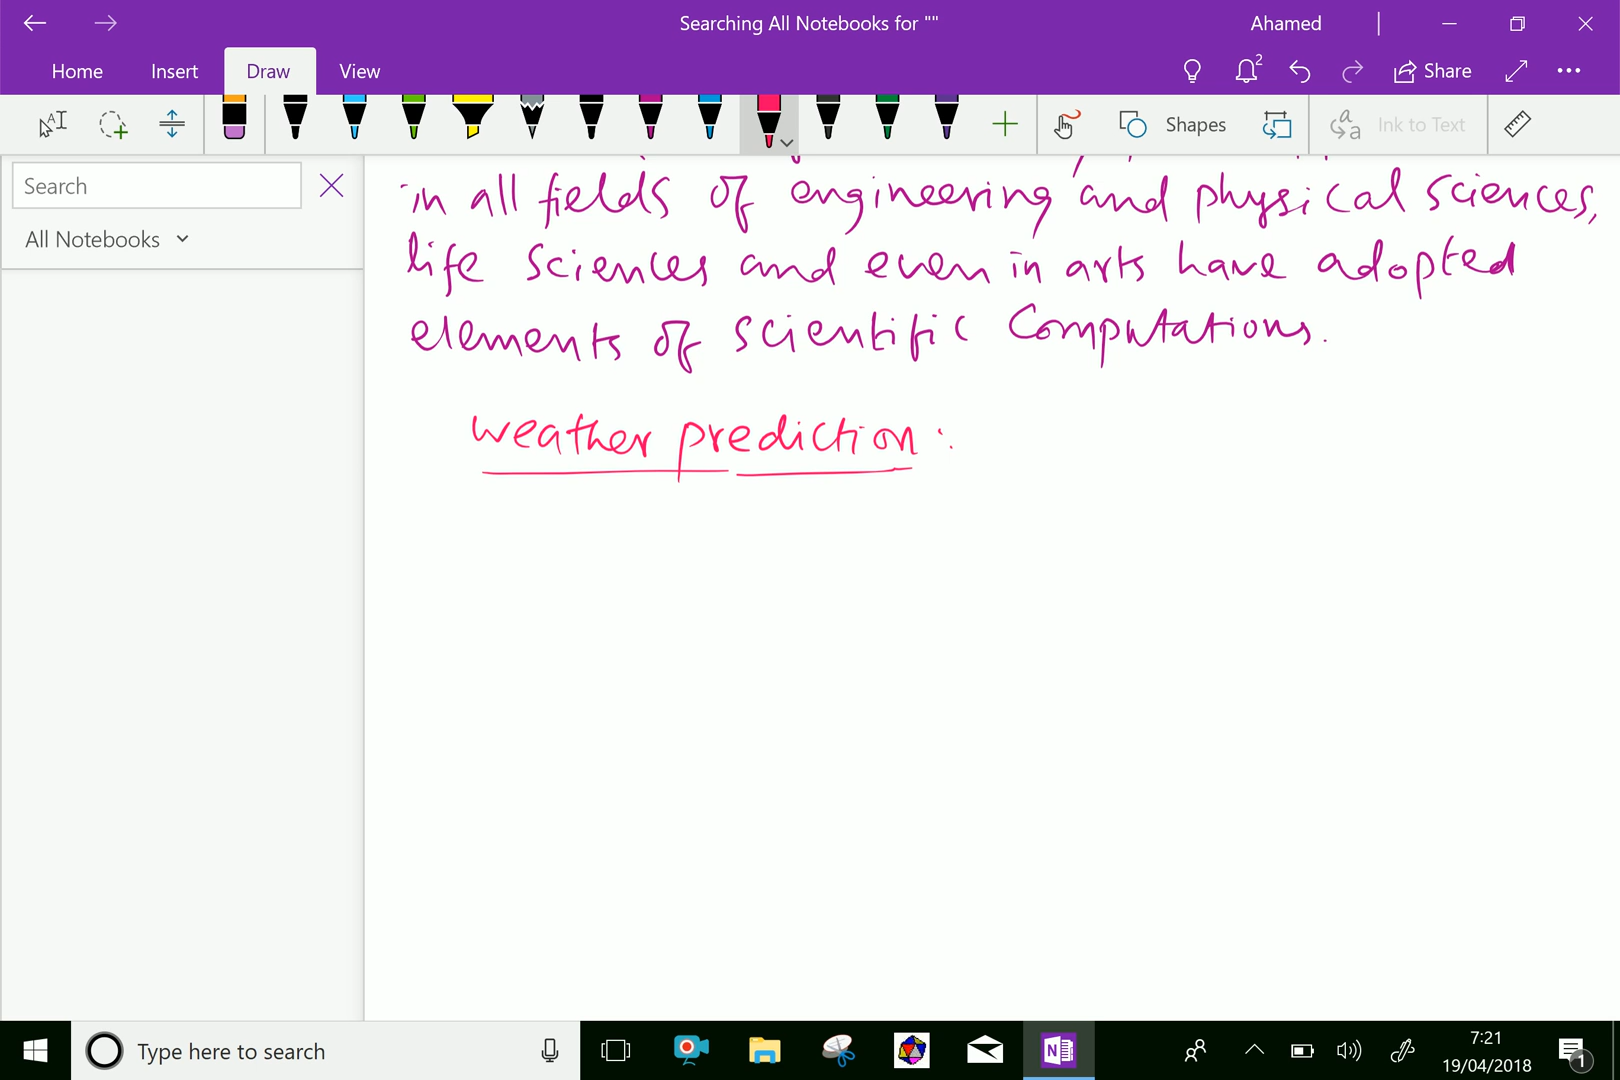 Searching All Notebooks for ""
Ahamed
Home
Insert
Draw
View
2
Share
Shapes
Ink to Text
Search
All Notebooks
in all fields of engineering and physical sciences,
life sciences and even in arts have adopted
elements of scientific Computations.
weather prediction :
Type here to search
7:21
19/04/2018
1